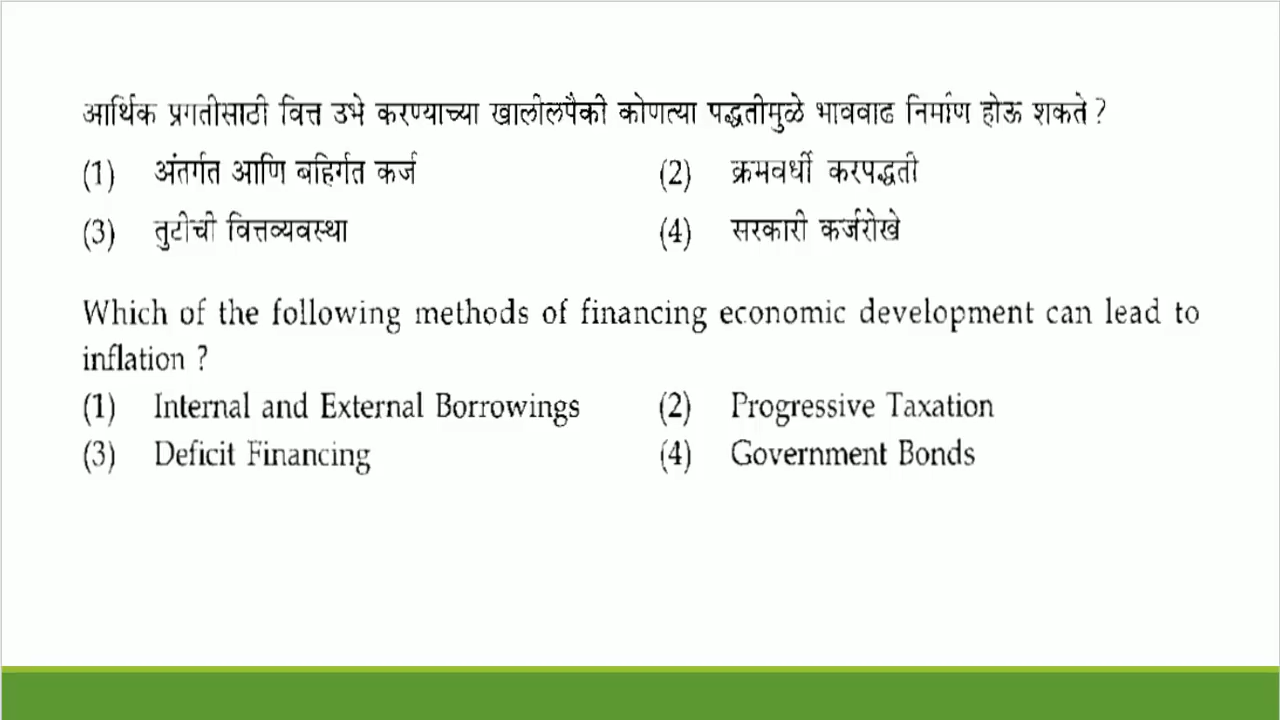 आर्थिक प्रगतीसाठी वित्त उभे करण्याच्या खालीलपैकी कोणत्या पद्धतीमुळे भाववाढ निर्माण होऊ शकते ?
(1) अंतर्गत आणि बहिर्गत कर्ज (2) क्रमवर्धी करपद्धती
(3) तुटीची वित्तव्यवस्था (4) सरकारी कर्जरोखे
Which of the following methods of financing economic development can lead to
inflation ?
(1) Internal and External Borrowings (2) Progressive Taxation
(3) Deficit Financing (4) Government Bonds